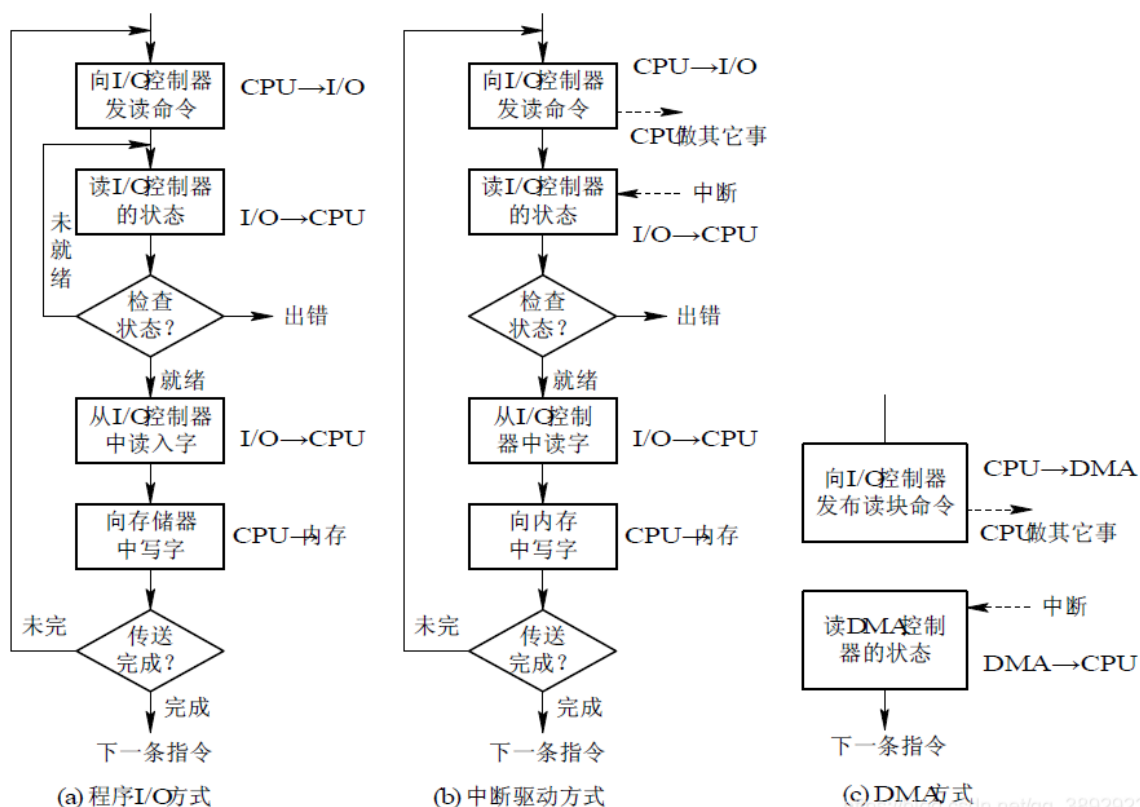 向I/O控制器
发读命令
CPU→I/O
读I/O控制器
的状态
I/O→CPU
未
就
绪
检查
状态?
出错
就绪
从I/O控制器
中读入字
I/O→CPU
向存储器
中写字
CPU→内存
未完
传送
完成?
完成
下一条指令
(a) 程序I/O方式
向I/O控制器
发读命令
CPU→I/O
CPU做其它事
读I/O控制器
的状态
中断
I/O→CPU
检查
状态?
出错
就绪
从I/O控制
器中读字
I/O→CPU
向内存
中写字
CPU→内存
未完
传送
完成?
完成
下一条指令
(b) 中断驱动方式
向I/O控制器
发布读块命令
CPU→DMA
CPU做其它事
读DMA控制
器的状态
中断
DMA→CPU
下一条指令
(c) DMA方式